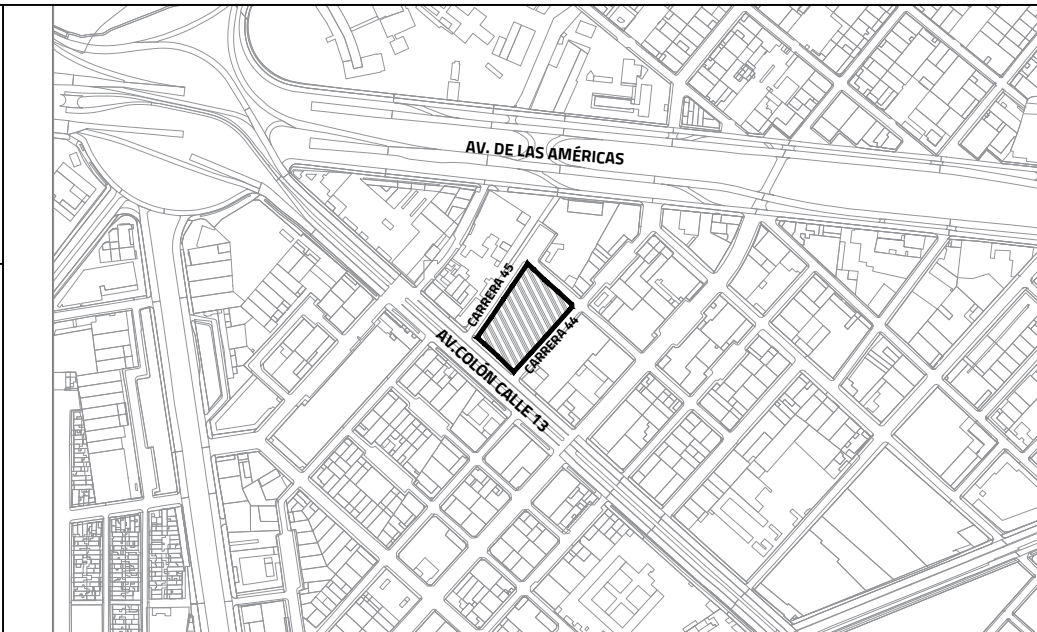 AV. DE LAS AMÉRICAS
CARRERA 45
CARRERA 44
AV.COLÓN CALLE 13